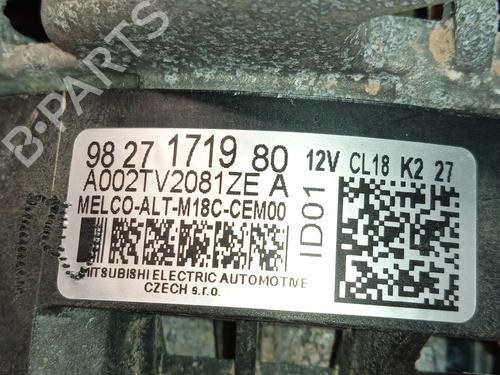 B-PARTS
98 27 1719 80 12V CL18 K2 27
A002TV2081ZE A
MELCO-ALT-M18C-CEM00
ID01
MITSUBISHI ELECTRIC AUTOMOTIVE
CZECH s.r.o.